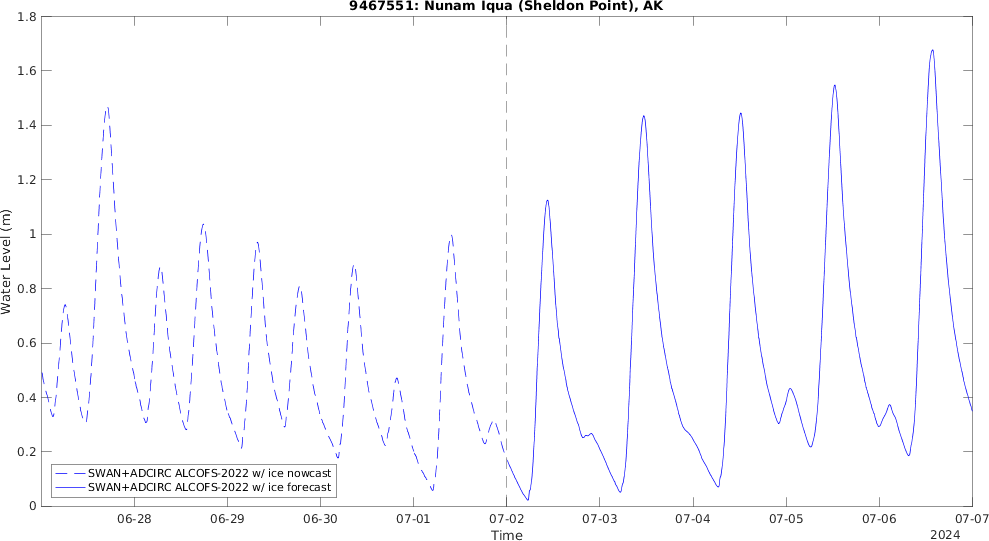 9467551: Nunam Iqua (Sheldon Point), AK
Water Level (m)
1.8
1.6
1.4
1.2
1
0.8
0.6
0.4
0.2
0
SWAN+ADCIRC ALCOFS-2022 w/ ice nowcast
SWAN+ADCIRC ALCOFS-2022 w/ ice forecast
06-28 06-29 06-30 07-01 07-02 07-03 07-04 07-05 07-06 07-07
Time
2024